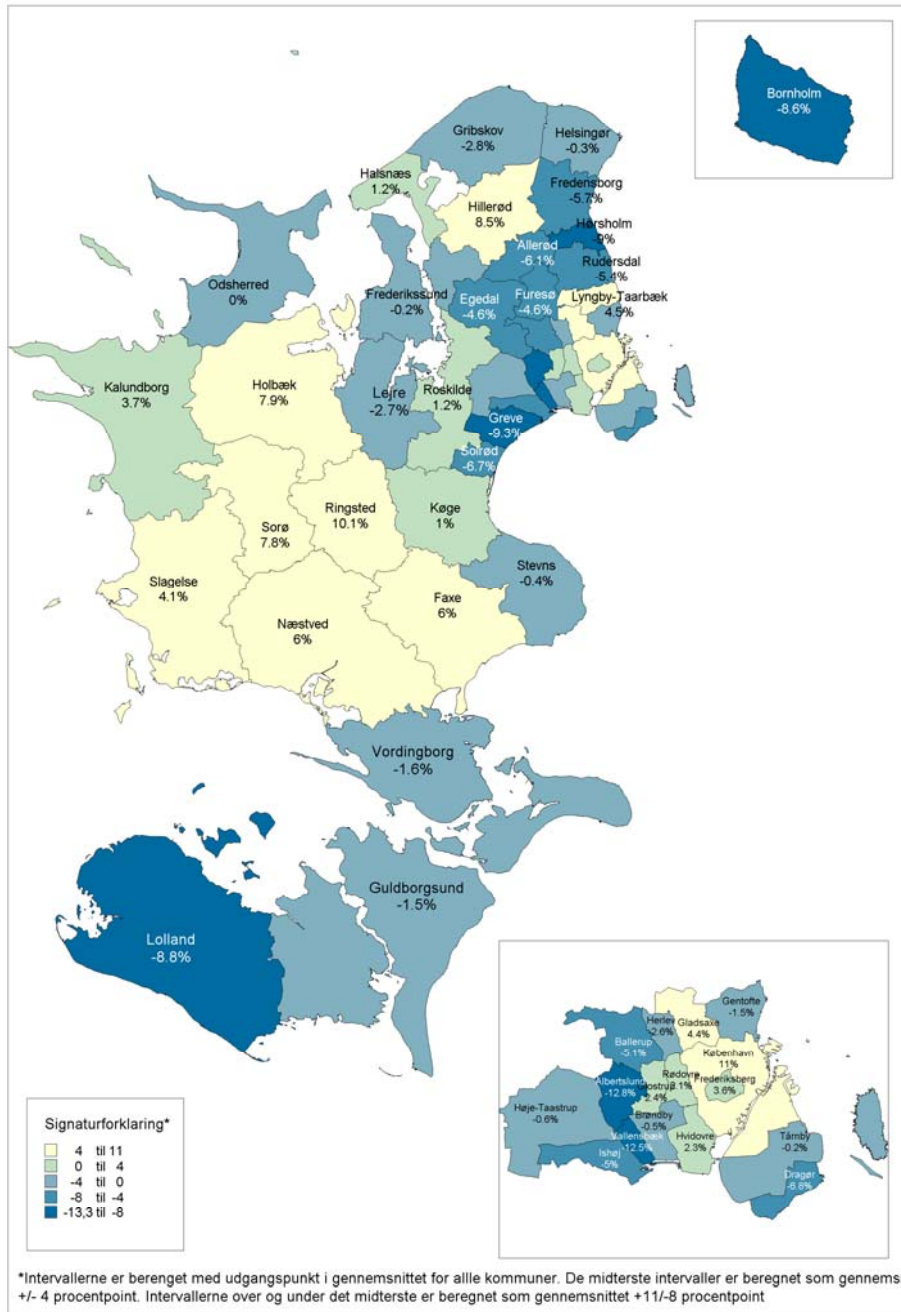 Bornholm
-8.6%
Gribskov
-2.8%
Helsingør
-0.3%
Halsnæs
1.2%
Hillerød
8.5%
Fredensborg
-5.7%
Hørsholm
-9%
Allerød
-6.1%
Rudersdal
-5.4%
Odsherred
0%
Frederikssund
-0.2%
Egedal
-4.6%
Furesø
-4.6%
Lyngby-Taarbæk
4.5%
Kalundborg
3.7%
Holbæk
7.9%
Lejre
-2.7%
Roskilde
1.2%
Greve
-9.3%
Solrød
-6.7%
Ringsted
10.1%
Køge
1%
Sorø
7.8%
Stevns
-0.4%
Slagelse
4.1%
Faxe
6%
Næstved
6%
Vordingborg
-1.6%
Guldborgsund
-1.5%
Lolland
-8.8%
Gentofte
-1.5%
Herlev
-2.6%
Gladsaxe
4.4%
Ballerup
-5.1%
København
11%
Rødovre
3.1%
Albertslund
-12.8%
Glostrup
2.4%
Frederiksberg
3.6%
Høje-Taastrup
-0.6%
Brøndby
-0.5%
Vallensbæk
-12.5%
Hvidovre
2.3%
Tårnby
-0.2%
Ishøj
-5%
Dragør
-6.8%
Signaturforklaring*
4 til 11
0 til 4
-4 til 0
-8 til -4
-13,3 til -8
*Intervallerne er berenget med udgangspunkt i gennemsnittet for allle kommuner. De midterste intervaller er beregnet som gennems
+/- 4 procentpoint. Intervallerne over og under det midterste er beregnet som gennemsnittet +11/-8 procentpoint